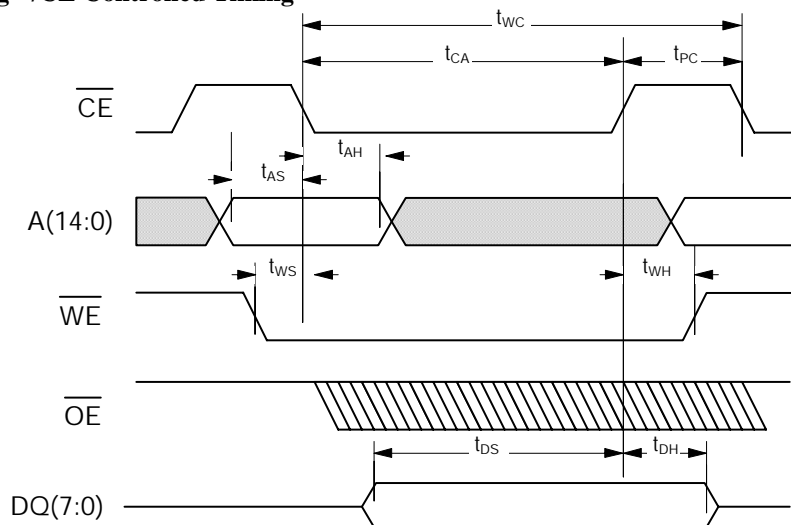 Controlled Timing
tWC
tCA tPC
CE
tAH
tAS
A(14:0)
tWS tWH
WE
OE
tDS tDH
DQ(7:0)